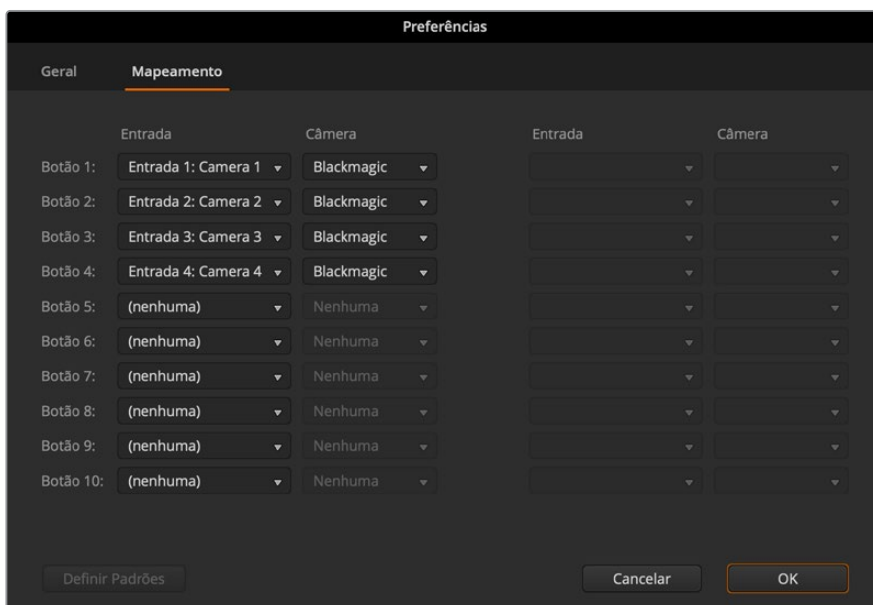 Preferências
Geral Mapeamento
Entrada Câmera Entrada Câmera
Botão 1: Entrada 1: Camera 1 Blackmagic
Botão 2: Entrada 2: Camera 2 Blackmagic
Botão 3: Entrada 3: Camera 3 Blackmagic
Botão 4: Entrada 4: Camera 4 Blackmagic
Botão 5: (nenhuma) Nenhuma
Botão 6: (nenhuma) Nenhuma
Botão 7: (nenhuma) Nenhuma
Botão 8: (nenhuma) Nenhuma
Botão 9: (nenhuma) Nenhuma
Botão 10: (nenhuma) Nenhuma
Definir Padrões Cancelar OK